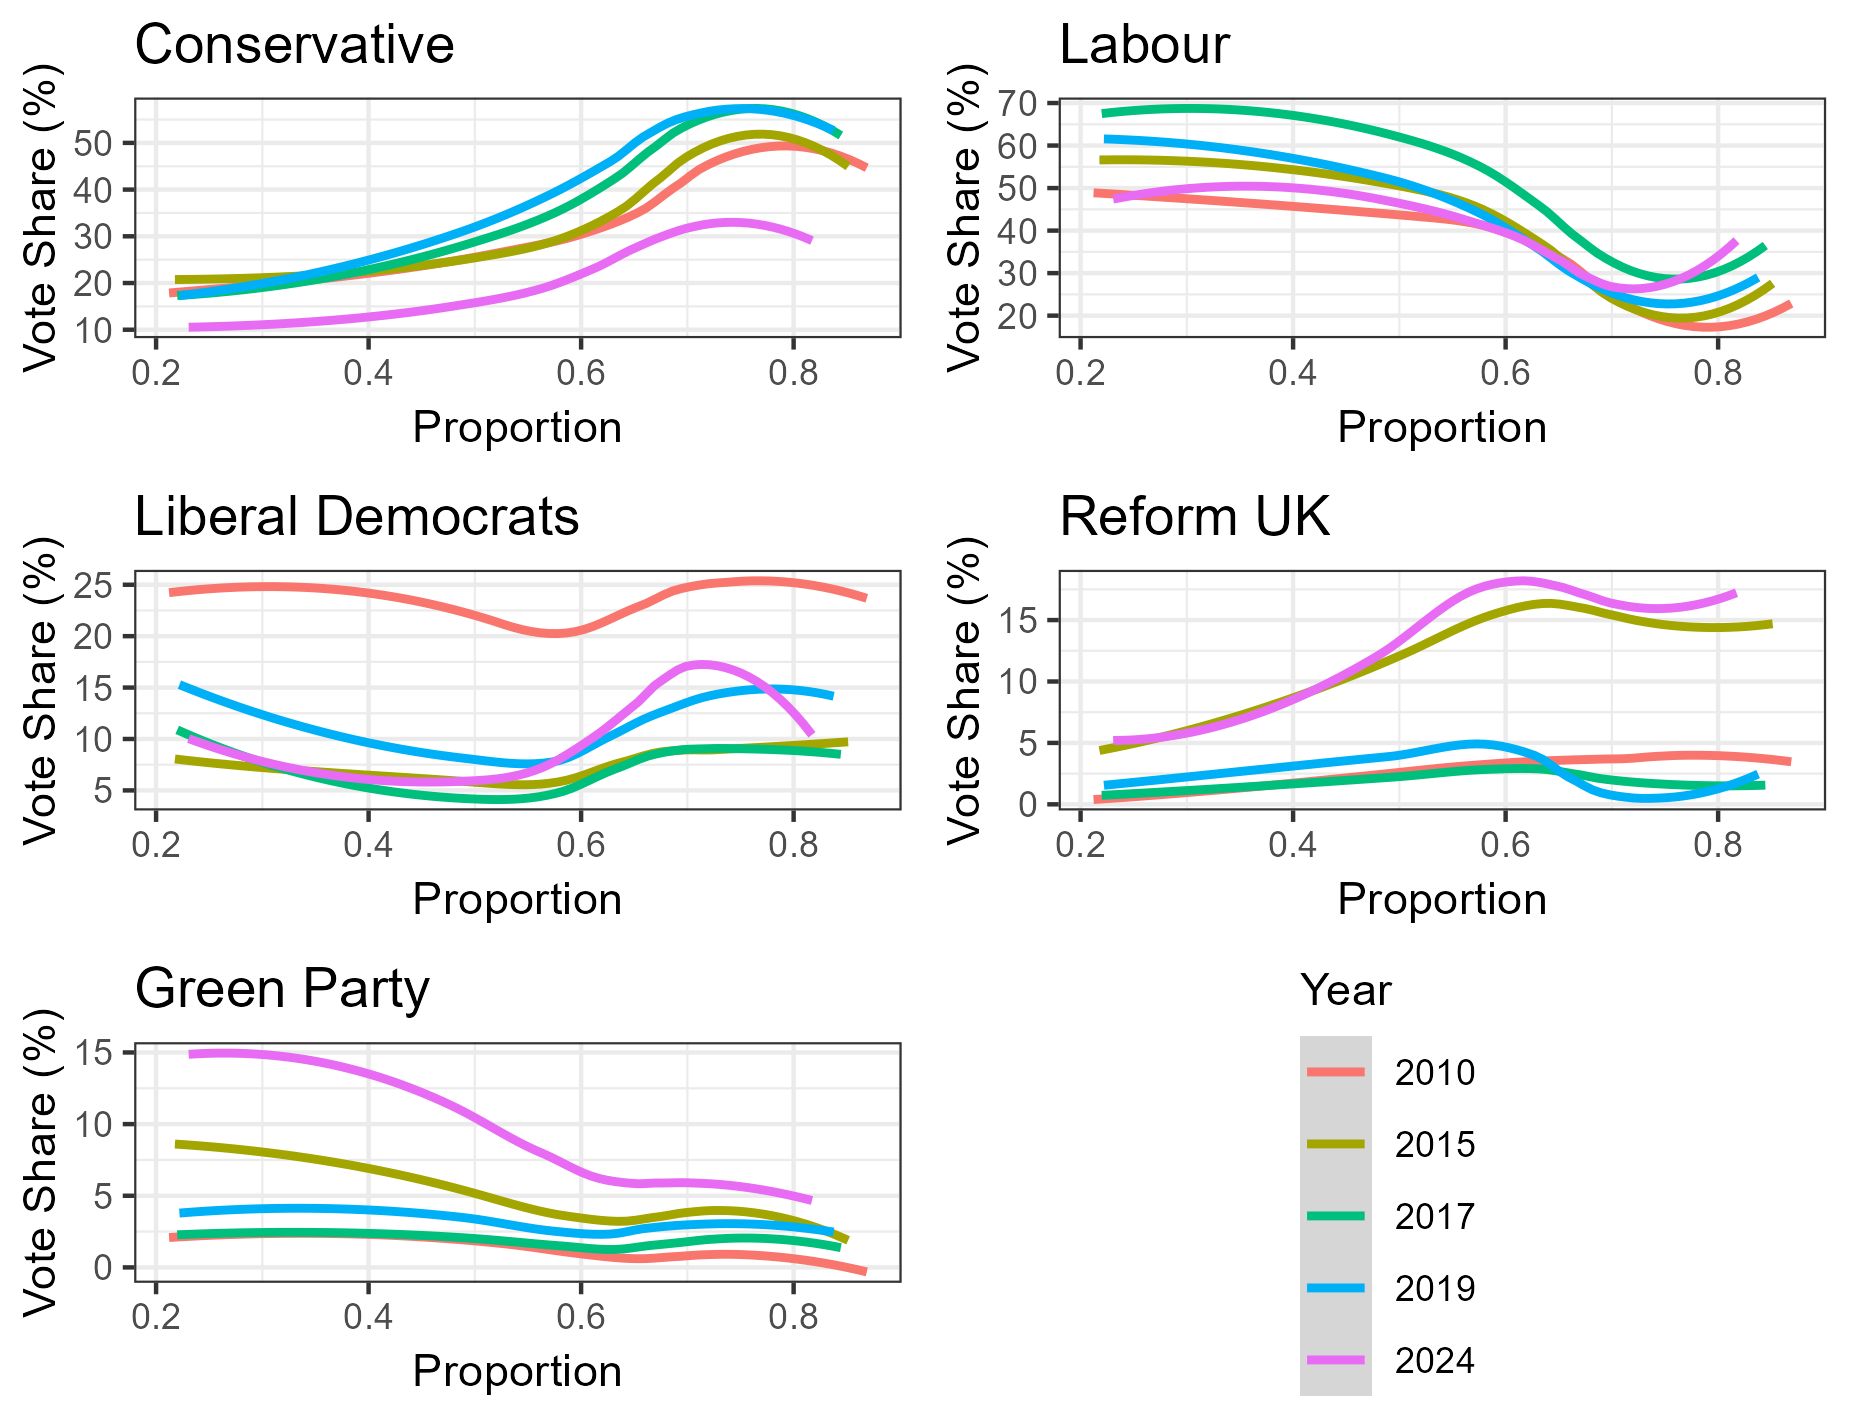 Conservative
Vote Share (%)
50
40
30
20
10
0.2 0.4 0.6 0.8
Proportion
Labour
Vote Share (%)
70
60
50
40
30
20
0.2 0.4 0.6 0.8
Proportion
Liberal Democrats
Vote Share (%)
25
20
15
10
5
0.2 0.4 0.6 0.8
Proportion
Reform UK
Vote Share (%)
15
10
5
0
0.2 0.4 0.6 0.8
Proportion
Green Party
Vote Share (%)
15
10
5
0
0.2 0.4 0.6 0.8
Proportion
Year
2010
2015
2017
2019
2024